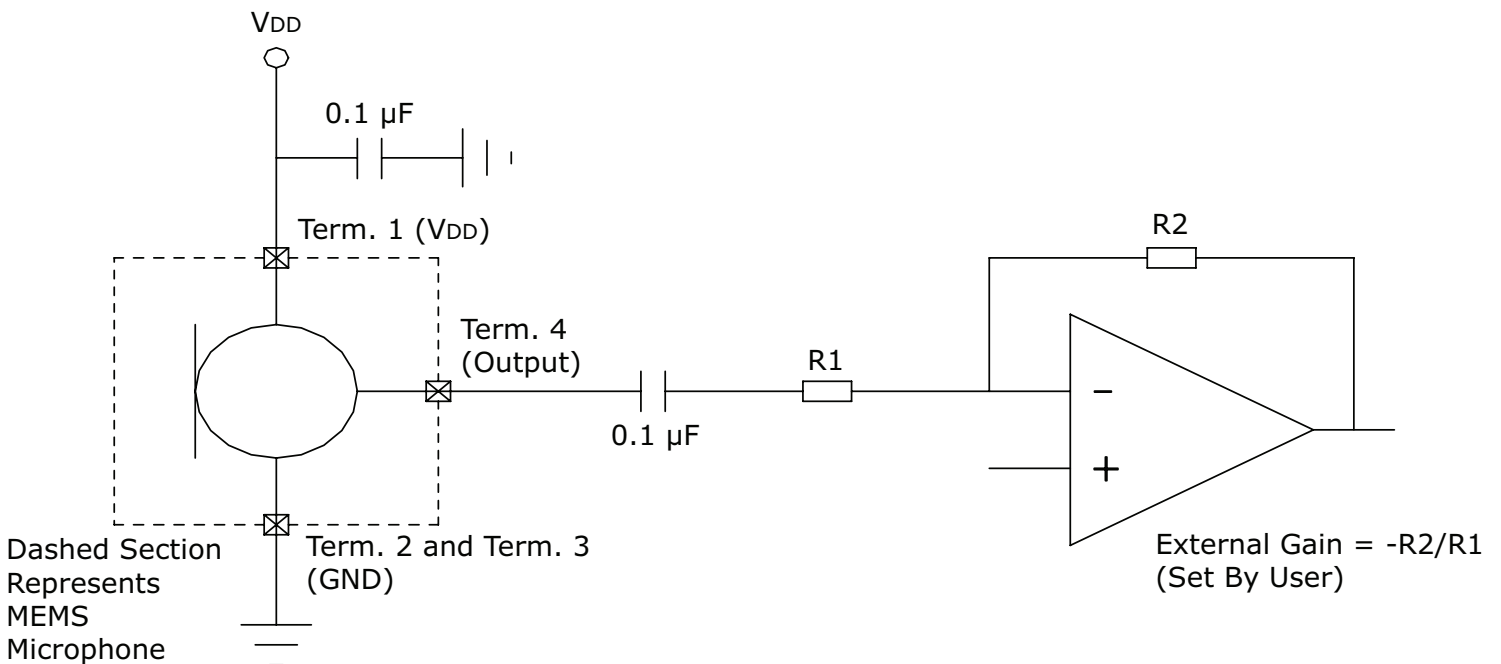 VDD
0.1 µF
Term. 1 (VDD)
R2
Term. 4
(Output)
R1
0.1 µF
−
+
Term. 2 and Term. 3
(GND)
External Gain = -R2/R1
(Set By User)
Dashed Section
Represents
MEMS
Microphone